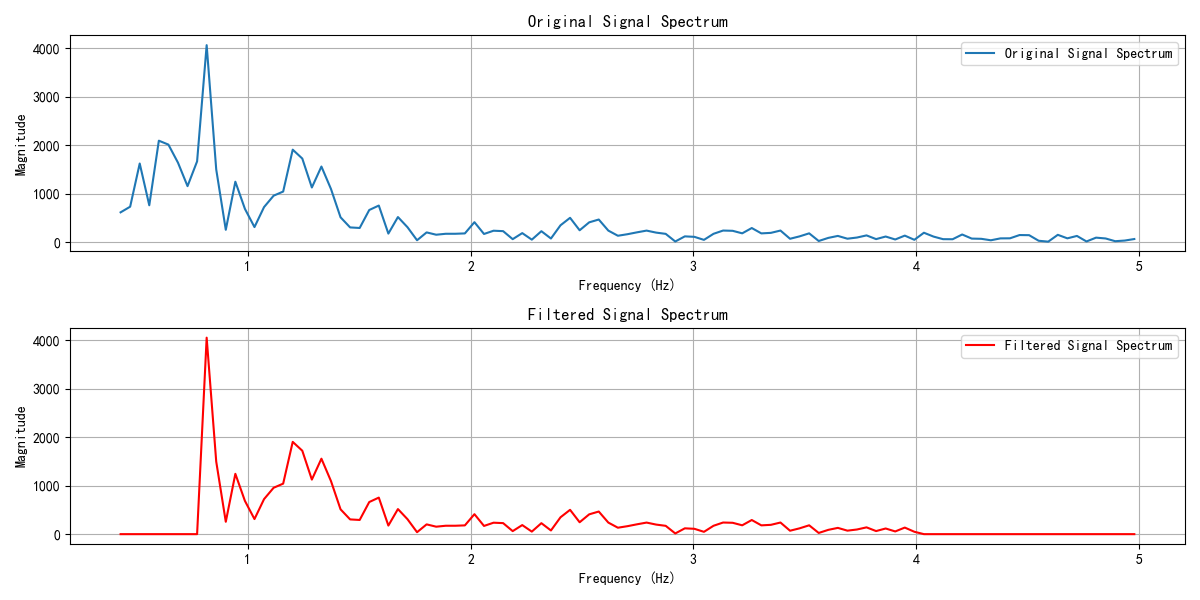 Original Signal Spectrum
Original Signal Spectrum
4000
3000
2000
1000
0
Magnitude
1 2 3 4 5
Frequency (Hz)
Filtered Signal Spectrum
Filtered Signal Spectrum
4000
3000
2000
1000
0
Magnitude
1 2 3 4 5
Frequency (Hz)